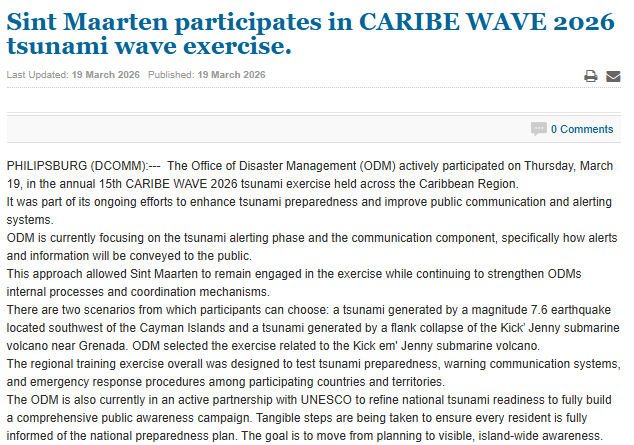 Sint Maarten participates in CARIBE WAVE 2026
tsunami wave exercise.
Last Updated: 19 March 2026 Published: 19 March 2026
0 Comments
PHILIPSBURG (DCOMM):--- The Office of Disaster Management (ODM) actively participated on Thursday, March
19, in the annual 15th CARIBE WAVE 2026 tsunami exercise held across the Caribbean Region.
It was part of its ongoing efforts to enhance tsunami preparedness and improve public communication and alerting
systems.
ODM is currently focusing on the tsunami alerting phase and the communication component, specifically how alerts
and information will be conveyed to the public.
This approach allowed Sint Maarten to remain engaged in the exercise while continuing to strengthen ODMs
internal processes and coordination mechanisms.
There are two scenarios from which participants can choose: a tsunami generated by a magnitude 7.6 earthquake
located southwest of the Cayman Islands and a tsunami generated by a flank collapse of the Kick' Jenny submarine
volcano near Grenada. ODM selected the exercise related to the Kick em' Jenny submarine volcano.
The regional training exercise overall was designed to test tsunami preparedness, warning communication systems,
and emergency response procedures among participating countries and territories.
The ODM is also currently in an active partnership with UNESCO to refine national tsunami readiness to fully build
a comprehensive public awareness campaign. Tangible steps are being taken to ensure every resident is fully
informed of the national preparedness plan. The goal is to move from planning to visible, island-wide awareness.